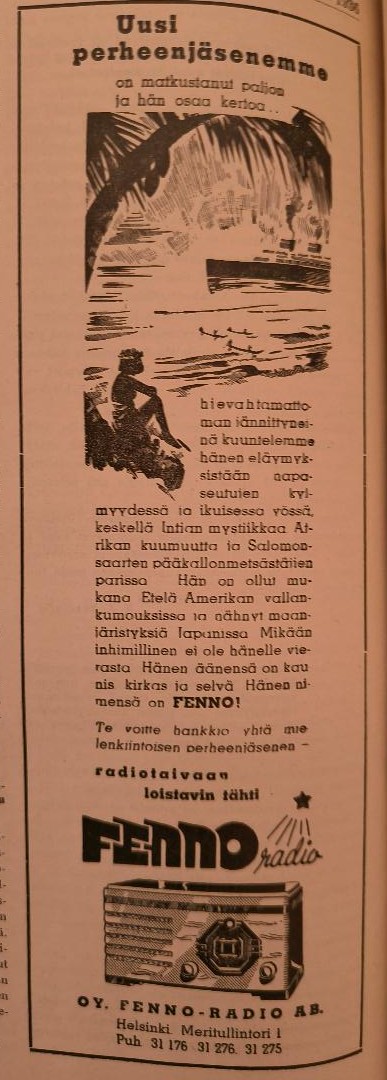 Uusi
perheenjäsenemme
on matkustanut paljon
ja hän osaa kertoa..
hievahtamatto-
man jännittynei-
nä kuuntelemme
hänen eläymyk-
sistään napa-
seutujen kyl-
myydessä ja ikuisessa yössä,
keskellä Intian mystiikkaa Af-
rikan kuumuutta ja Salomon-
saarten pääkallonmetsästäjien
parissa Hän on ollut mu-
kana Etelä Amerikan vallan-
kumouksissa ja nähnyt maan-
järistyksiä Japanissa Mikään
inhimillinen ei ole hänelle vie-
rasta Hänen äänensä on kau
nis kirkas ja selvä Hänen ni-
mensä on FENNO!
Te voitte hankkia yhtä mie
lenkiintoisen perheenjäsenen –
radiotaivaan
loistavin tähti
FENNO radio
OY. FENNO-RADIO AB.
Helsinki Meritullintori 1
Puh 31 176 31 276, 31 275